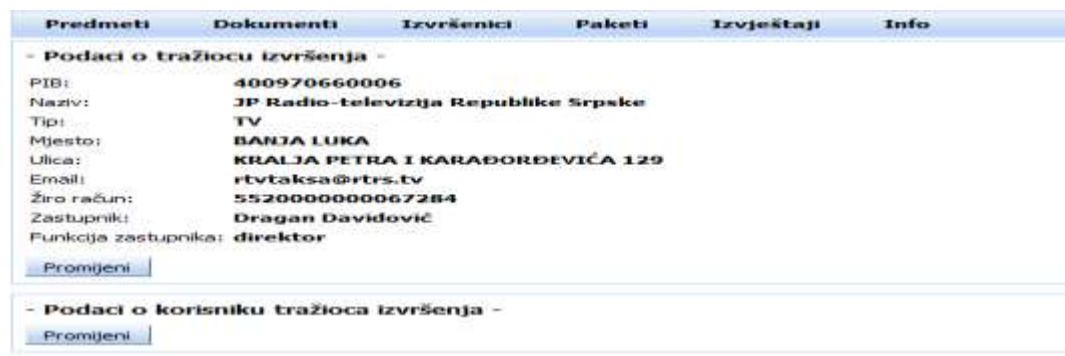 Predmeti Dokumenti Izvršenici Paketi Izvještaji Info
- Podaci o tražiocu izvršenja -
PIB: 400970660006
Naziv: JP Radio-televizija Republike Srpske
Tip: TV
Mjesto: BANJA LUKA
Ulica: KRALJA PETRA I KARAĐORĐEVIĆA 129
Email: rtvtaksa@rtrs.tv
Žiro račun: 5520000000067284
Zastupnik: Dragan Davidović
Funkcija zastupnika: direktor
Promijeni
- Podaci o korisniku tražioca izvršenja -
Promijeni